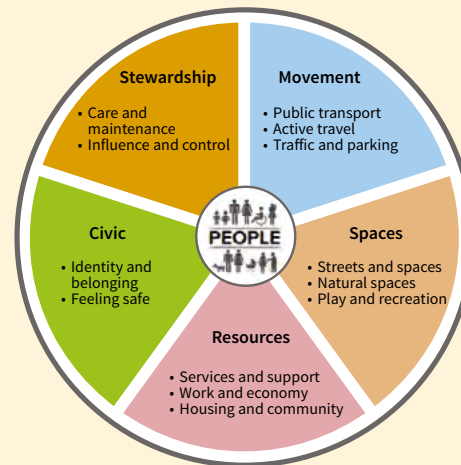 Stewardship
• Care and
maintenance
• Influence and control
Movement
• Public transport
• Active travel
• Traffic and parking
Civic
• Identity and
belonging
• Feeling safe
PEOPLE
Spaces
• Streets and spaces
• Natural spaces
• Play and recreation
Resources
• Services and support
• Work and economy
• Housing and community